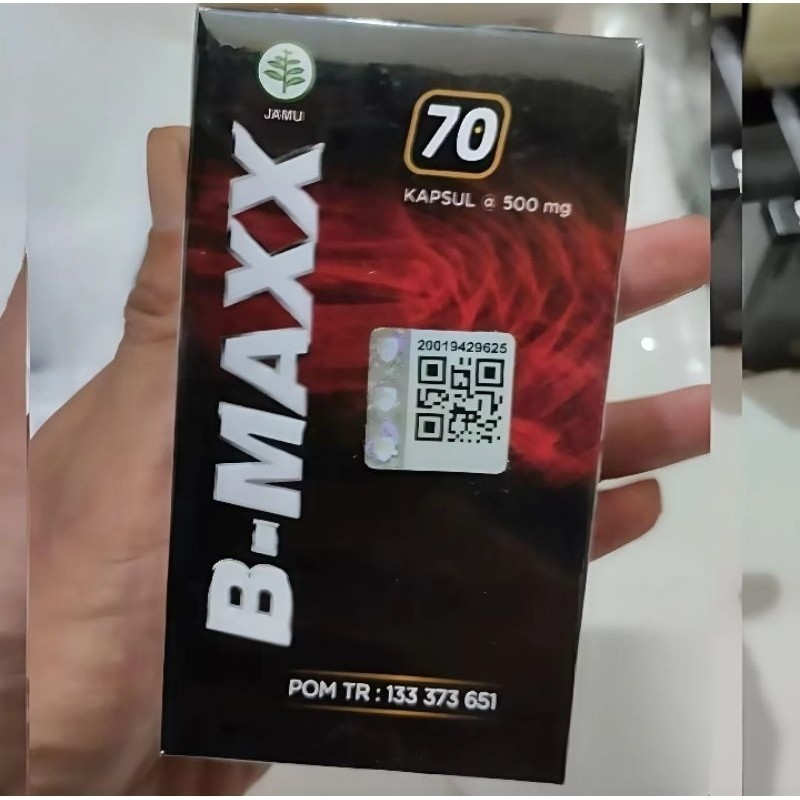 JAMU
70
KAPSUL @ 500 mg
B-MAXX
20019429625
POM TR : 133 373 651